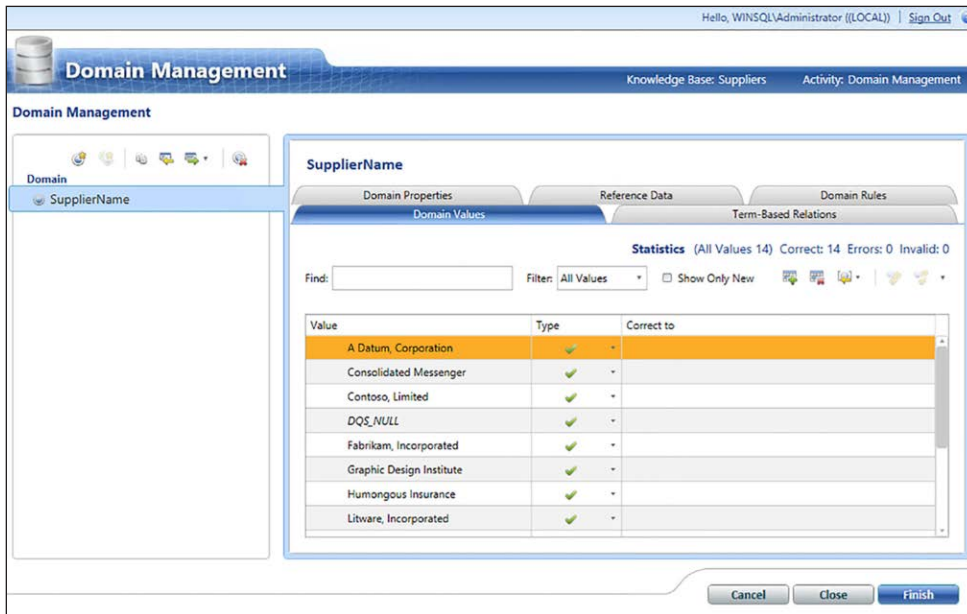 Hello, WINSQL\Administrator ((LOCAL)) | Sign Out
Domain Management
Knowledge Base: Suppliers Activity: Domain Management
Domain Management
Domain
SupplierName
SupplierName
Domain Properties Reference Data Domain Rules
Domain Values Term-Based Relations
Statistics (All Values 14) Correct: 14 Errors: 0 Invalid: 0
Find: Filter: All Values Show Only New
Value Type Correct to
A Datum, Corporation
Consolidated Messenger
Contoso, Limited
DQS_NULL
Fabrikam, Incorporated
Graphic Design Institute
Humongous Insurance
Litware, Incorporated
Cancel Close Finish